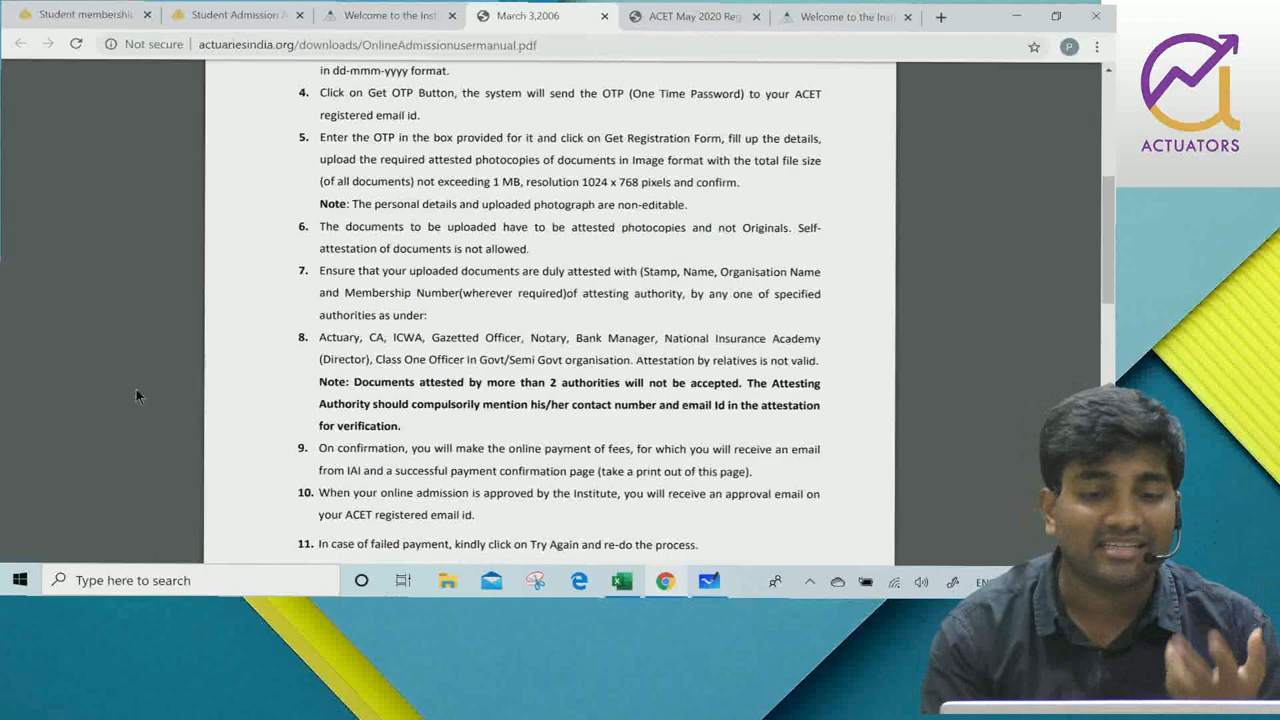 Student membershi
Student Admission A
Welcome to the Inst
March 3,2006
ACET May 2020 Reg
Welcome to the Inst
Not secure
actuariesindia.org/downloads/OnlineAdmissionusermanual.pdf
P
in dd-mmm-yyyy format.
4. Click on Get OTP Button, the system will send the OTP (One Time Password) to your ACET
registered email id.
5. Enter the OTP in the box provided for it and click on Get Registration Form, fill up the details,
upload the required attested photocopies of documents in Image format with the total file size
(of all documents) not exceeding 1 MB, resolution 1024 x 768 pixels and confirm.
Note: The personal details and uploaded photograph are non-editable.
6. The documents to be uploaded have to be attested photocopies and not Originals. Self-
attestation of documents is not allowed.
7. Ensure that your uploaded documents are duly attested with (Stamp, Name, Organisation Name
and Membership Number(wherever required)of attesting authority, by any one of specified
authorities as under:
8. Actuary, CA, ICWA, Gazetted Officer, Notary, Bank Manager, National Insurance Academy
(Director), Class One Officer in Govt/Semi Govt organisation. Attestation by relatives is not valid.
Note: Documents attested by more than 2 authorities will not be accepted. The Attesting
Authority should compulsorily mention his/her contact number and email Id in the attestation
for verification.
9. On confirmation, you will make the online payment of fees, for which you will receive an email
from IAI and a successful payment confirmation page (take a print out of this page).
10. When your online admission is approved by the Institute, you will receive an approval email on
your ACET registered email id.
11. In case of failed payment, kindly click on Try Again and re-do the process.
Type here to search
EN
ACTUATORS